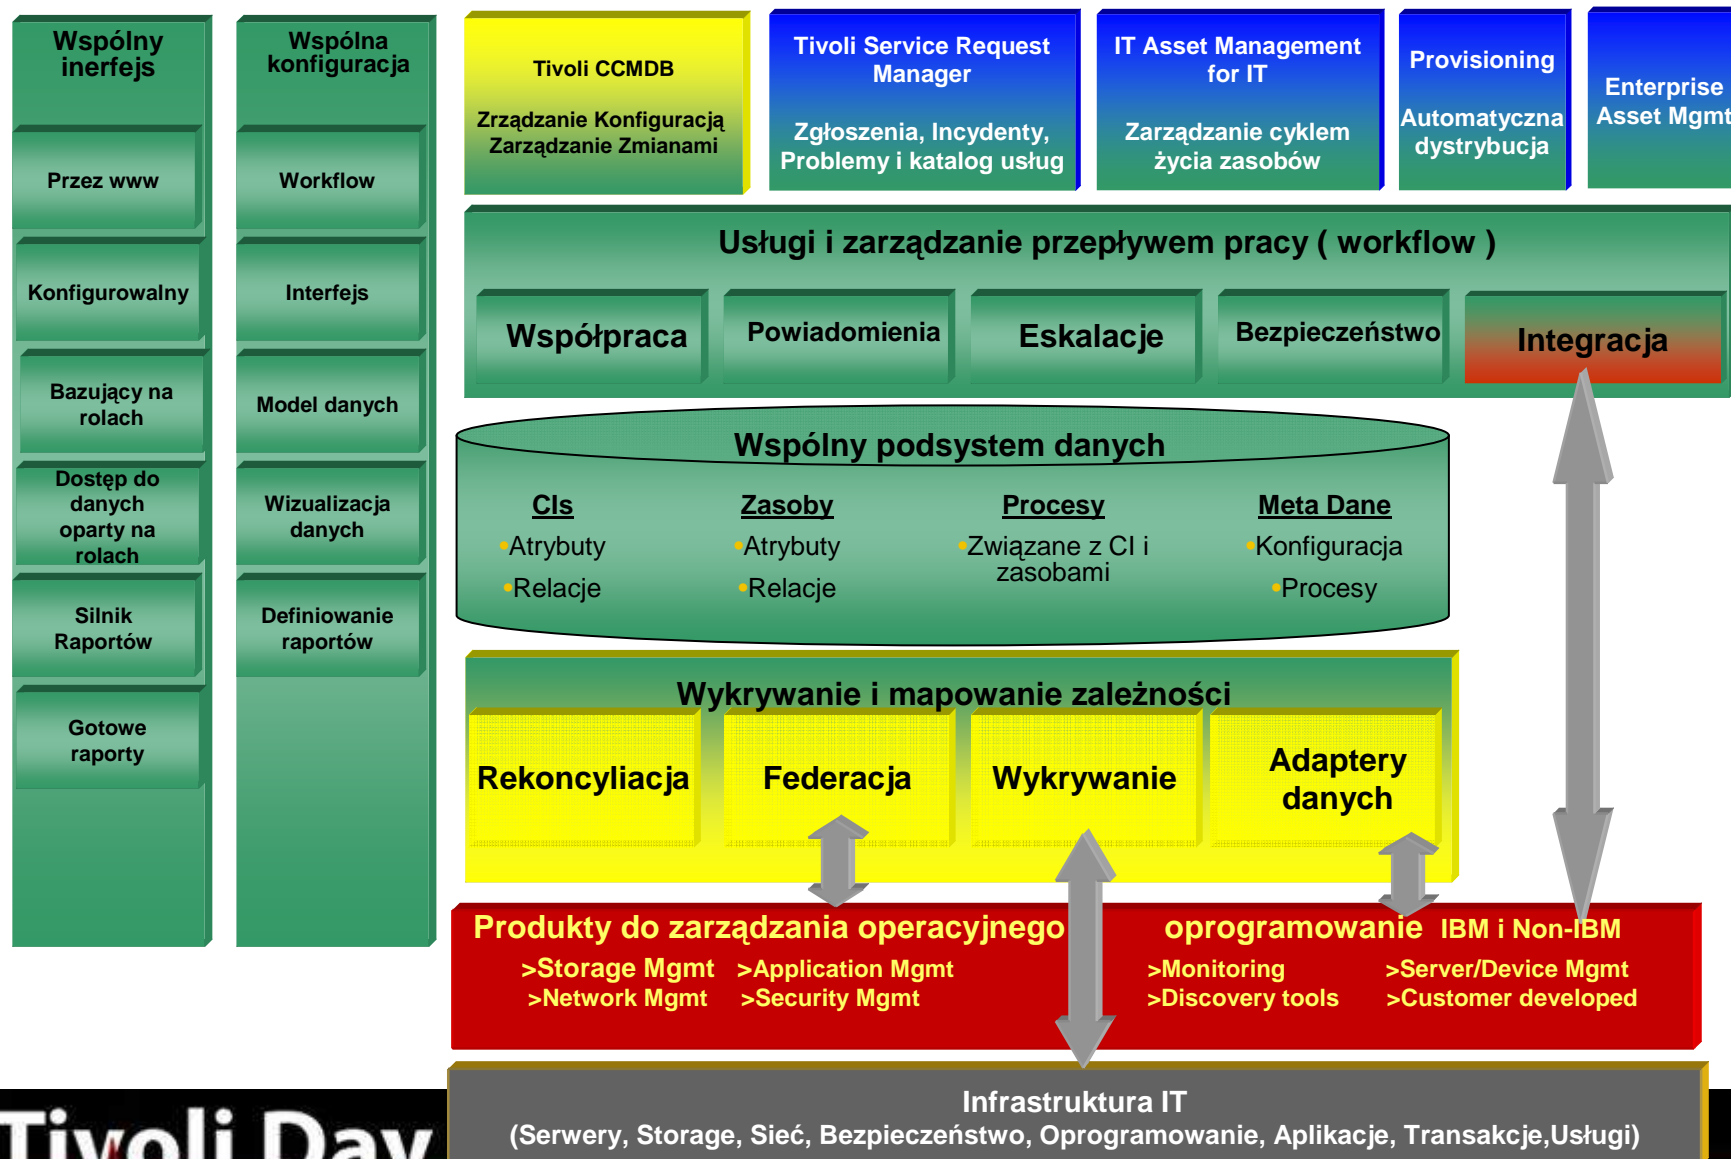 Wspólny
inerfejs
Przez www
Konfigurowalny
Bazujący na
rolach
Dostęp do
danych
oparty na
rolach
Silnik
Raportów
Gotowe
raporty
Wspólna
konfiguracja
Workflow
Interfejs
Model danych
Wizualizacja
danych
Definiowanie
raportów
Tivoli CCMDB
Zrządzanie Konfiguracją
Zarządzanie Zmianami
Tivoli Service Request
Manager
Zgłoszenia, Incydenty,
Problemy i katalog usług
IT Asset Management
for IT
Zarządzanie cyklem
życia zasobów
Provisioning
Automatyczna
dystrybucja
Enterprise
Asset Mgmt
Usługi i zarządzanie przepływem pracy ( workflow )
Współpraca
Powiadomienia
Eskalacje
Bezpieczeństwo
Integracja
Wspólny podsystem danych
CIs
•Atrybuty
•Relacje
Zasoby
•Atrybuty
•Relacje
Procesy
•Związane z CI i
zasobami
Meta Dane
•Konfiguracja
•Procesy
Wykrywanie i mapowanie zależności
Rekoncyliacja
Federacja
Wykrywanie
Adaptery
danych
Produkty do zarządzania operacyjnego
oprogramowanie IBM i Non-IBM
>Storage Mgmt >Application Mgmt
>Monitoring >Server/Device Mgmt
>Network Mgmt >Security Mgmt
>Discovery tools >Customer developed
Infrastruktura IT
(Serwery, Storage, Sieć, Bezpieczeństwo, Oprogramowanie, Aplikacje, Transakcje,Usługi)
Tivoli Day